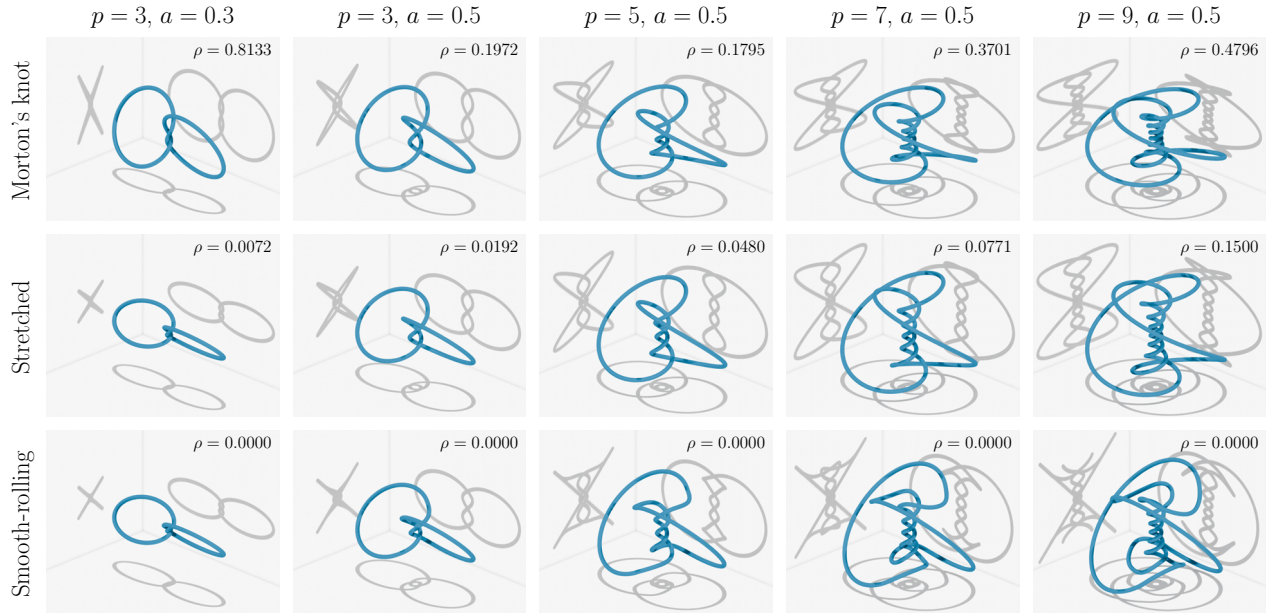 p = 3, a = 0.3 p = 3, a = 0.5 p = 5, a = 0.5 p = 7, a = 0.5 p = 9, a = 0.5
Morton's knot
ρ = 0.8133 ρ = 0.1972 ρ = 0.1795 ρ = 0.3701 ρ = 0.4796
Stretched
ρ = 0.0072 ρ = 0.0192 ρ = 0.0480 ρ = 0.0771 ρ = 0.1500
Smooth-rolling
ρ = 0.0000 ρ = 0.0000 ρ = 0.0000 ρ = 0.0000 ρ = 0.0000